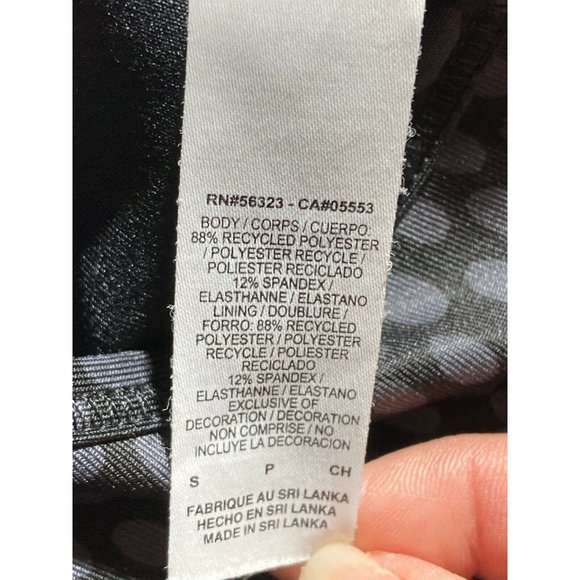 RN#56323 - CA#05553
BODY / CORPS / CUERPO:
88% RECYCLED POLYESTER
/ POLYESTER RECYCLE /
POLIESTER RECICLADO
12% SPANDEX /
ELASTHANNE / ELASTANO
LINING / DOUBLURE /
FORRO: 88% RECYCLED
POLYESTER / POLYESTER
RECYCLE / POLIESTER
RECICLADO
12% SPANDEX /
ELASTHANNE / ELASTANO
EXCLUSIVE OF
DECORATION / DECORATION
NON COMPRISE / NO
INCLUYE LA DECORACION
S P CH
FABRIQUE AU SRI LANKA
HECHO EN SRI LANKA
MADE IN SRI LANKA